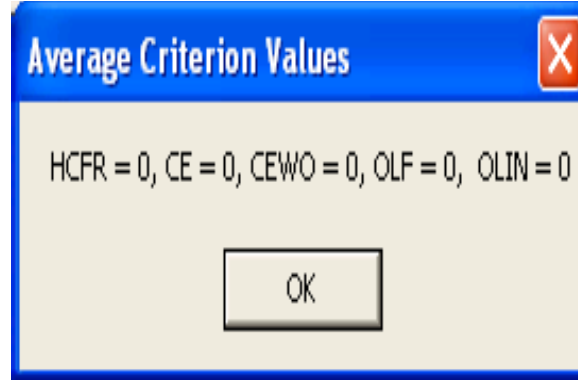 Average Criterion Values
HCFR = 0, CE = 0, CEWO = 0, OLF = 0, OLIN = 0
OK